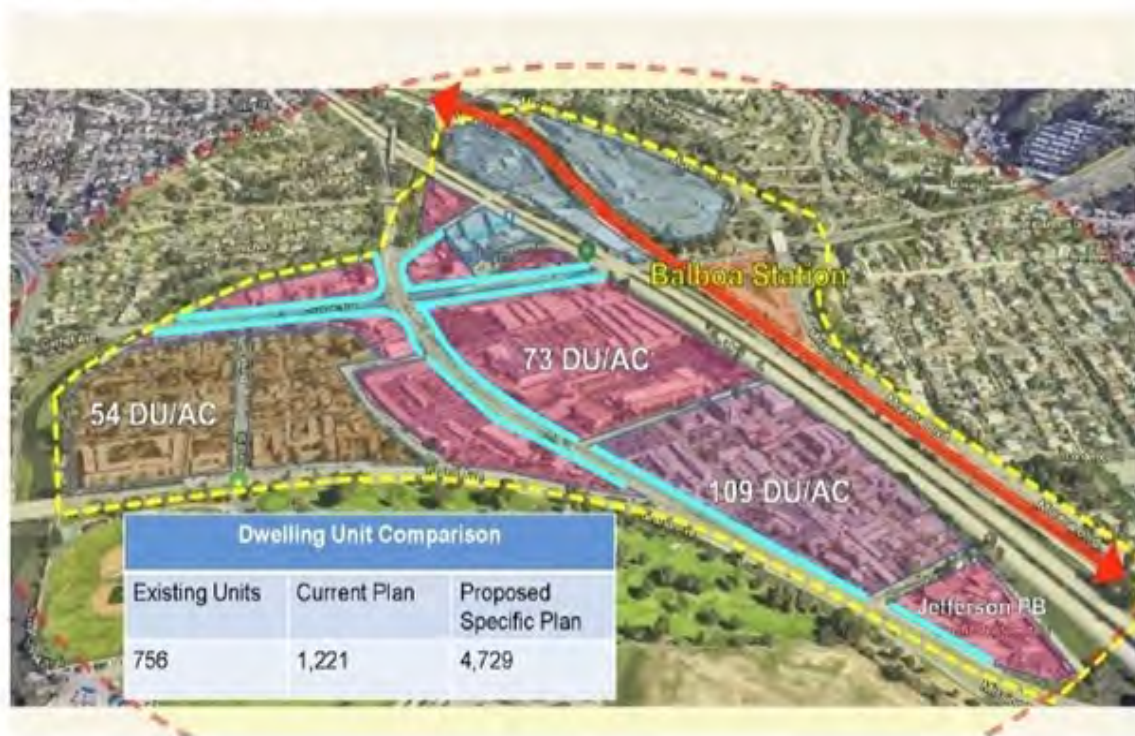 Balboa Station
73 DU/AC
54 DU/AC
109 DU/AC
Jefferson PB
Dwelling Unit Comparison
Existing Units
Current Plan
Proposed
Specific Plan
756
1,221
4,729